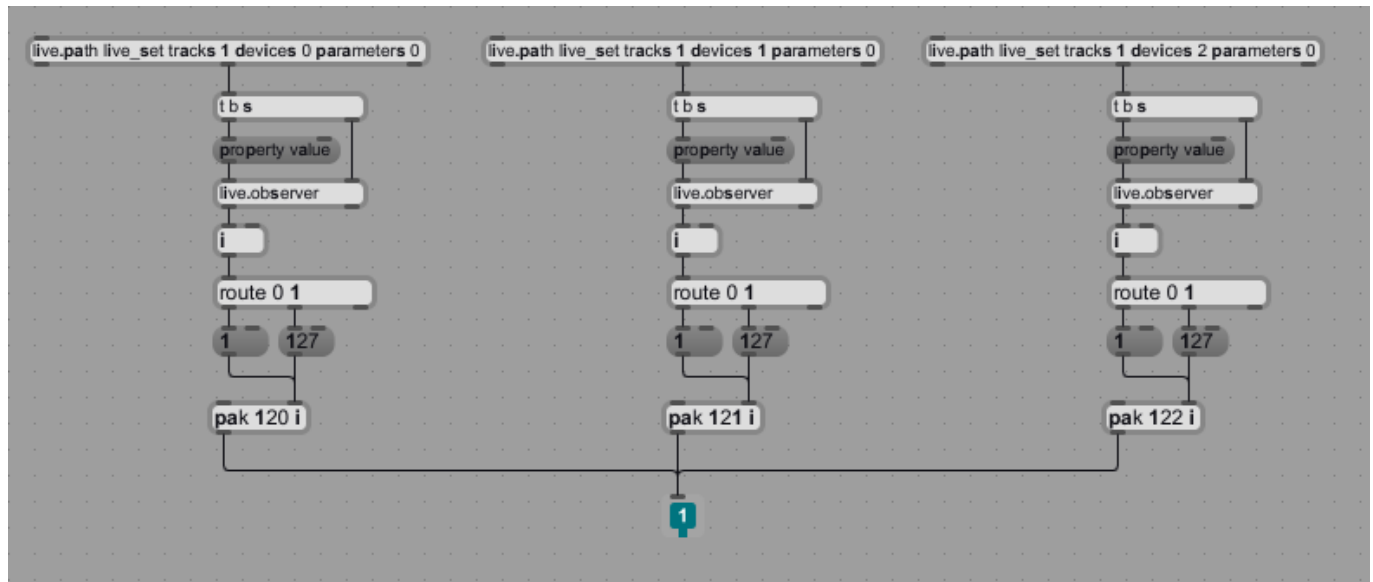 live.path live_set tracks 1 devices 0 parameters 0
live.path live_set tracks 1 devices 1 parameters 0
live.path live_set tracks 1 devices 2 parameters 0
t b s
t b s
t b s
property value
property value
property value
live.observer
live.observer
live.observer
i
i
i
route 0 1
route 0 1
route 0 1
1
127
1
127
1
127
pak 120 i
pak 121 i
pak 122 i
1